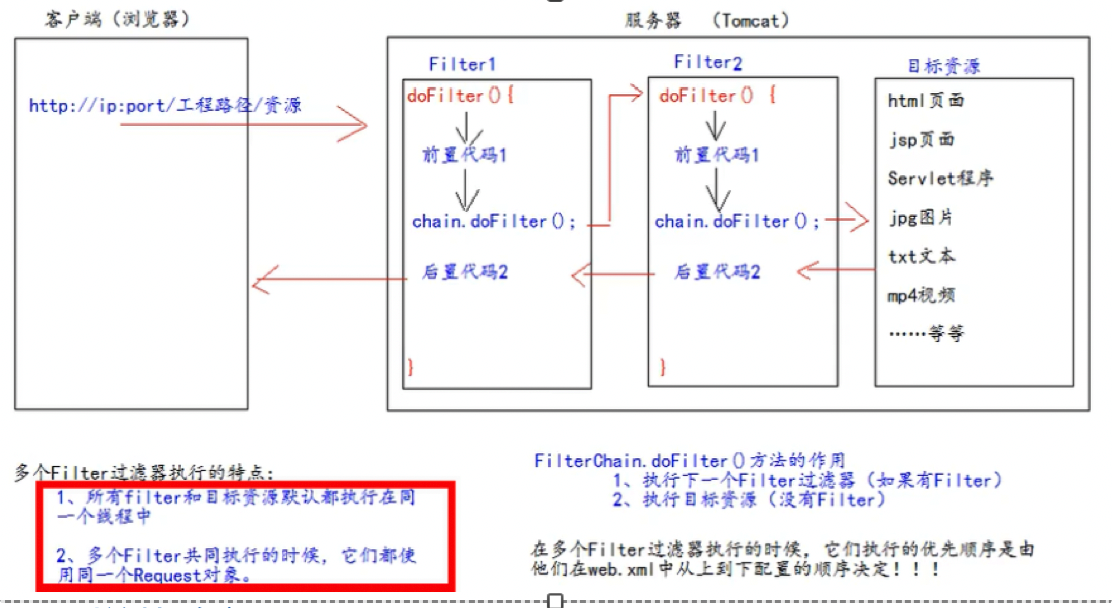 客户端（浏览器）
服务器 （Tomcat）
Filter1
Filter2
目标资源
http://ip:port/工程路径/资源
doFilter(){
前置代码1
chain.doFilter();
后置代码2
}
doFilter() {
前置代码1
chain.doFilter();
后置代码2
}
html页面
jsp页面
Servlet程序
jpg图片
txt文本
mp4视频
……等等
多个Filter过滤器执行的特点:
1、所有filter和目标资源默认都执行在同
一个线程中
2、多个Filter共同执行的时候，它们都使
用同一个Request对象。
FilterChain.doFilter()方法的作用
1、执行下一个Filter过滤器（如果有Filter）
2、执行目标资源（没有Filter）
在多个Filter过滤器执行的时候，它们执行的优先顺序是由
他们在web.xml中从上到下配置的顺序决定！！！